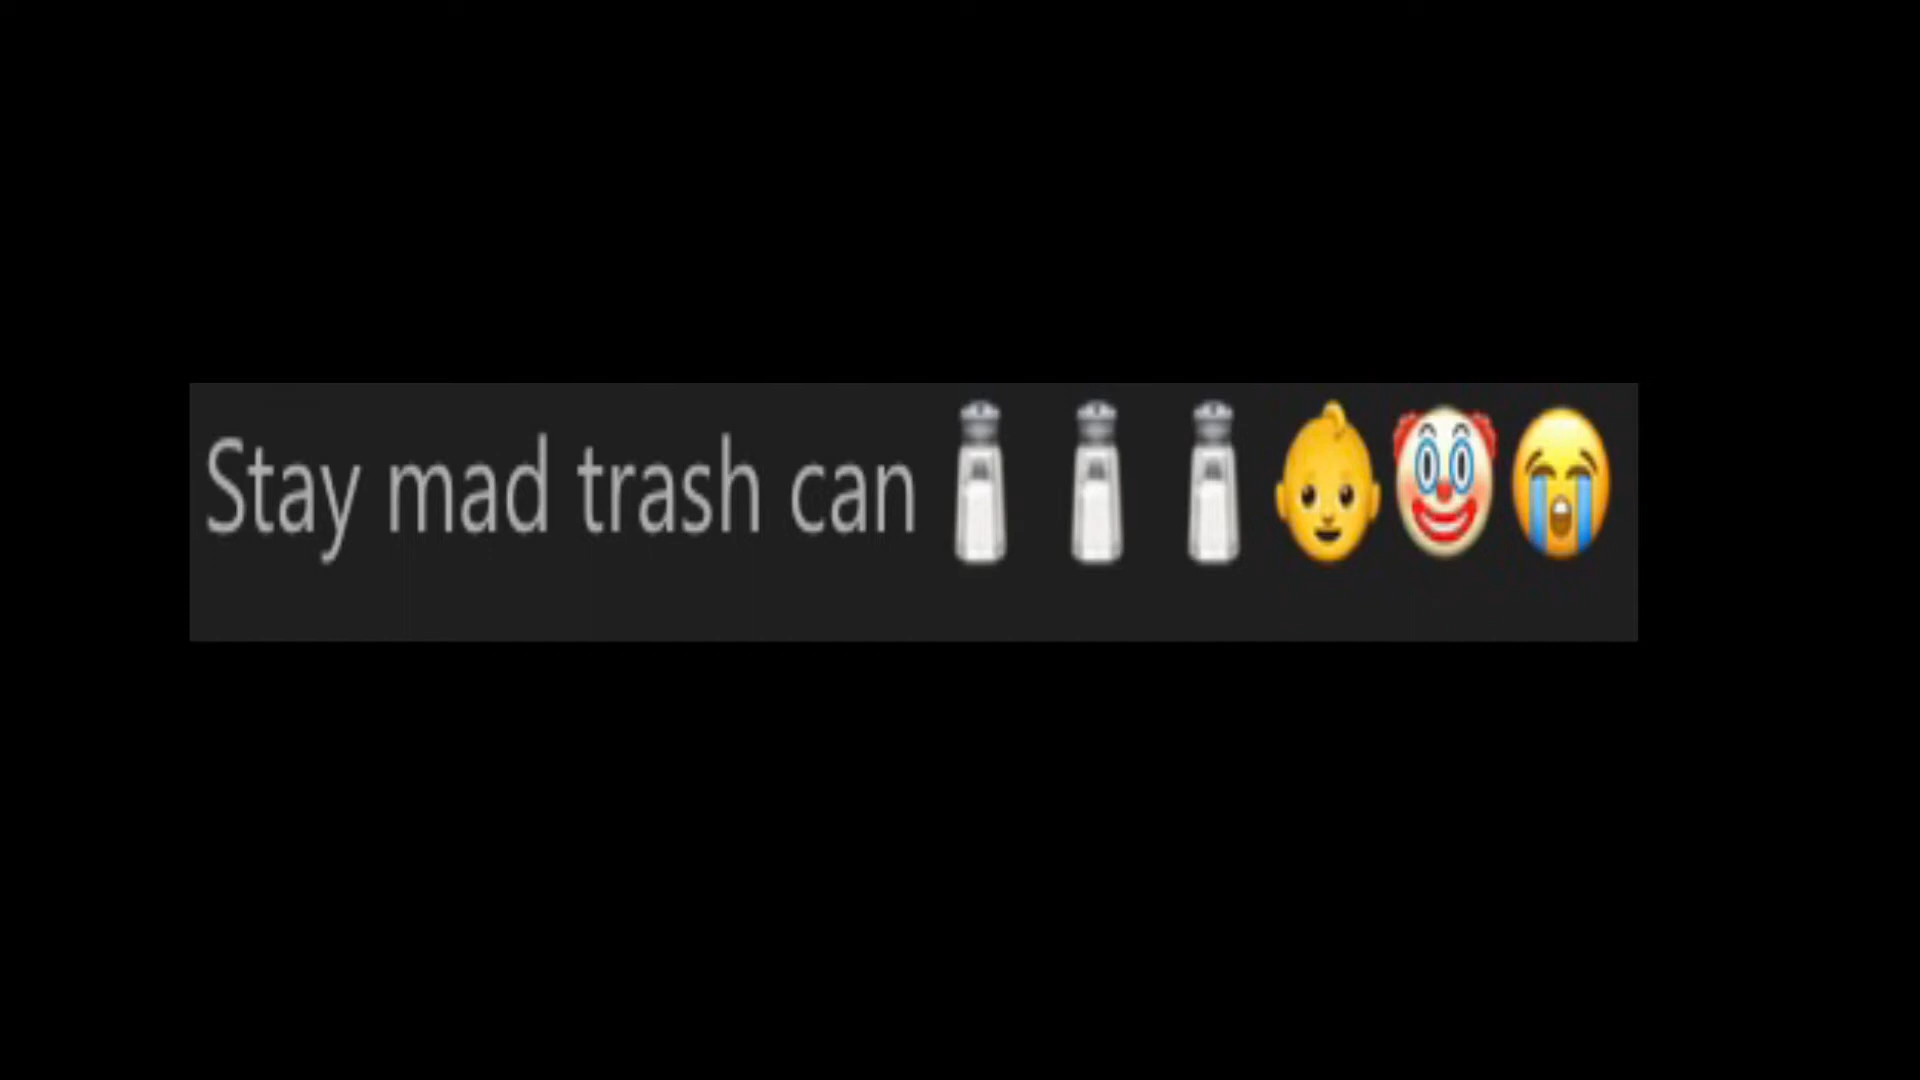 Stay mad trash can 🧂 🧂 🧂👶🤡😭